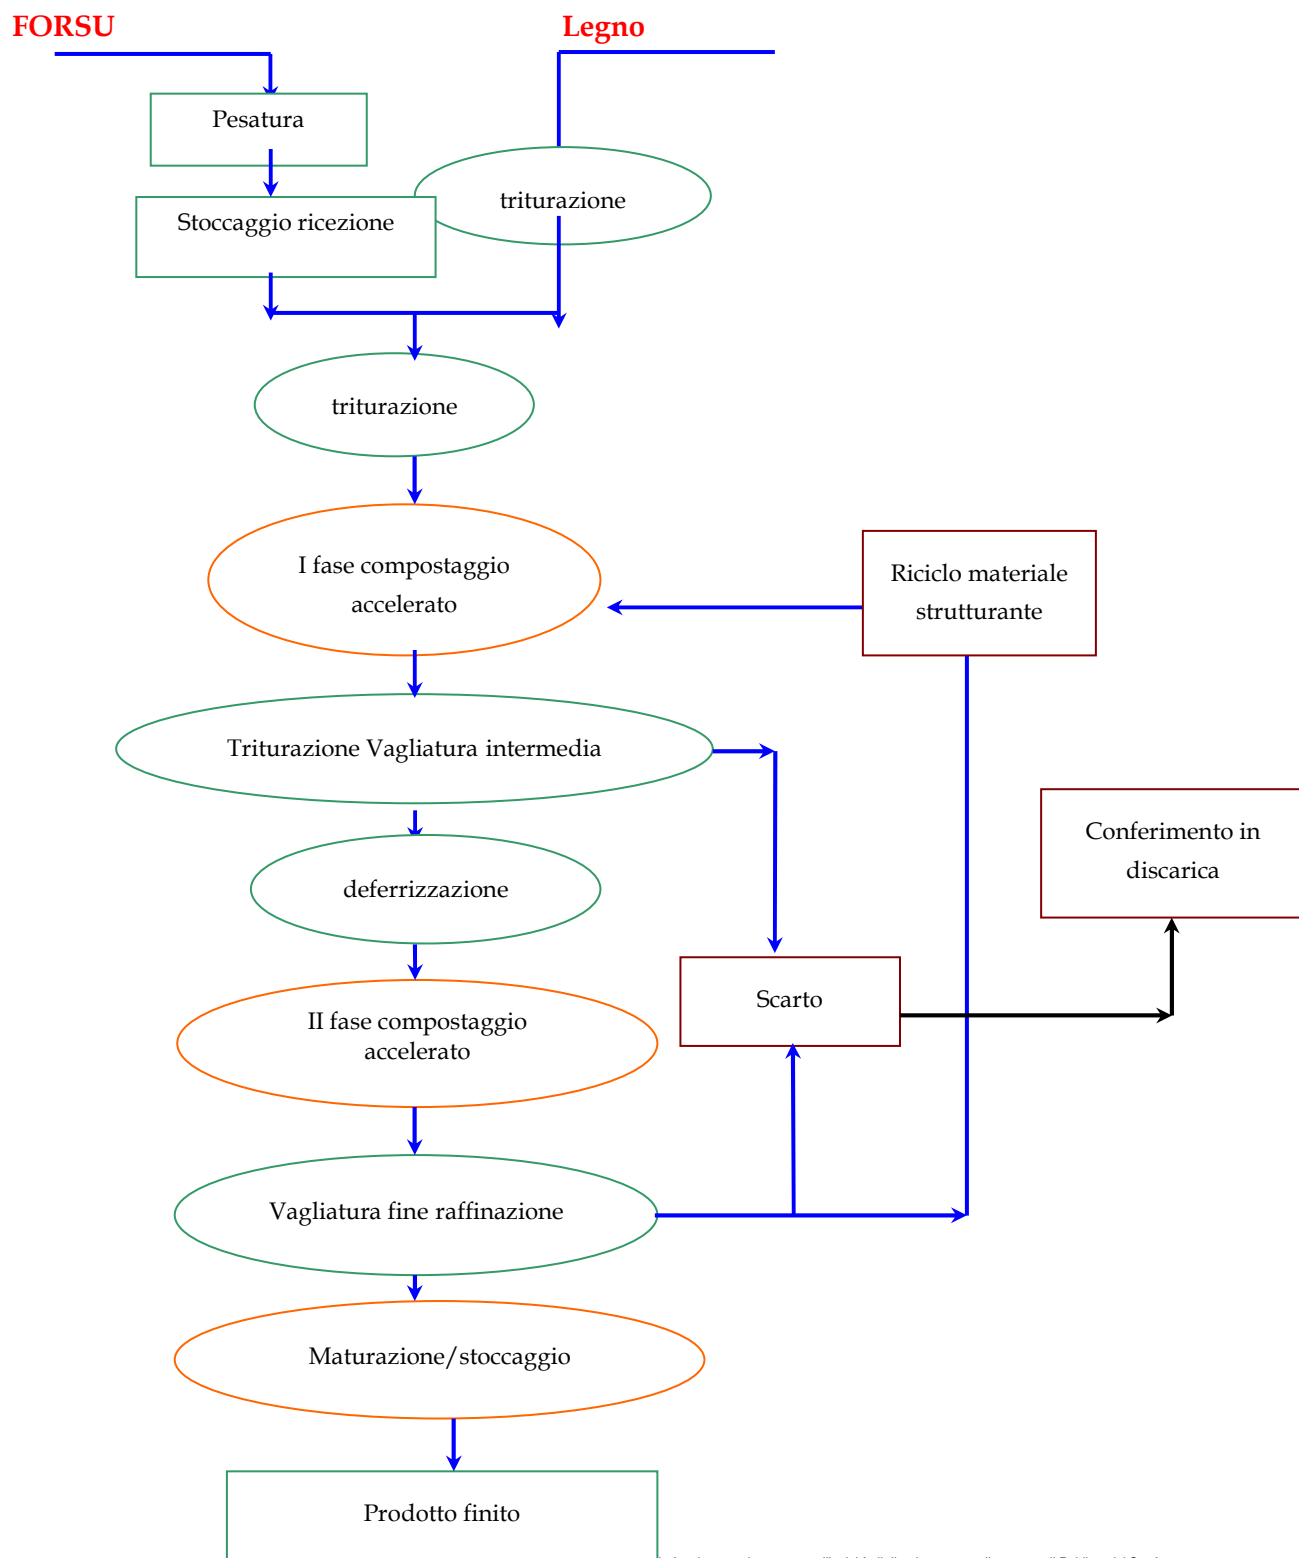 FORSU
Legno
Pesatura
triturazione
Stoccaggio ricezione
triturazione
I fase compostaggio
accelerato
Riciclo materiale
strutturante
Triturazione Vagliatura intermedia
Conferimento in
discarica
deferrizzazione
Scarto
II fase compostaggio
accelerato
Vagliatura fine raffinazione
Maturazione/stoccaggio
Prodotto finito